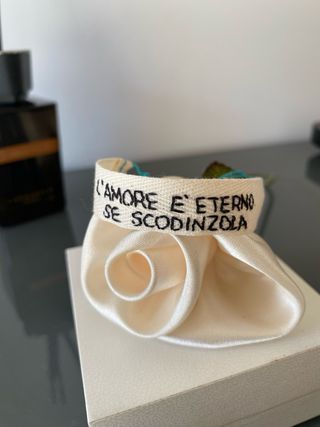 L'AMORE E' ETERNO
SE SCODINZOLA